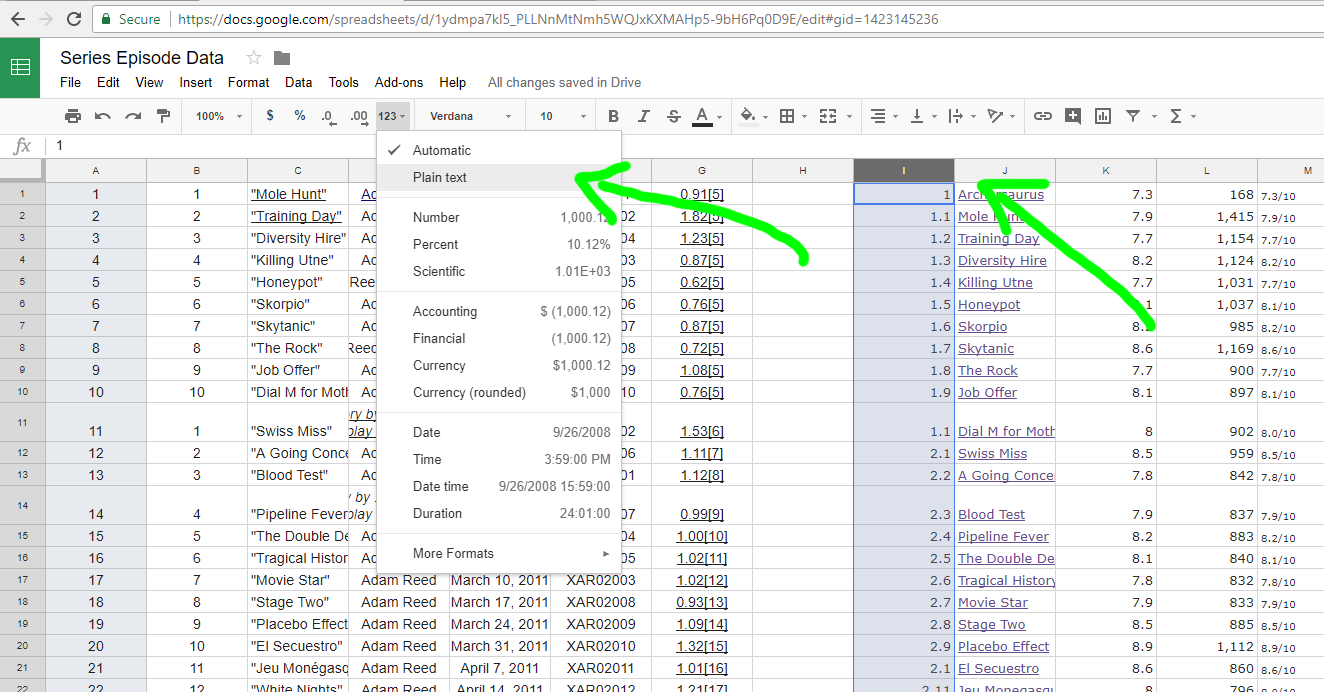 Secure https://docs.google.com/spreadsheets/d/1ydmpa7kI5_PLLNnMtNmh5WQJxKXMAHp5-9bH6Pq0D9E/edit#gid=1423145236
Series Episode Data
File Edit View Insert Format Data Tools Add-ons Help All changes saved in Drive
100% $ % .0 .00 123 Verdana 10 B I S A Σ
fx 1
A B C G H I J K L M
1 1 1 "Mole Hunt" Ad 0.91[5] 1 7.3 168 7.3/10
2 2 2 "Training Day" Ad 02 1.82[5] 1.1 Mole Hunt 7.9 1,415 7.9/10
3 3 3 "Diversity Hire" Ad 04 1.23[5] 1.2 Training Day 7.7 1,154 7.7/10
4 4 4 "Killing Utne" Ad 03 0.87[5] 1.3 Diversity Hire 8.2 1,124 8.2/10
5 5 5 "Honeypot" Reec 05 0.62[5] 1.4 Killing Utne 7.7 1,031 7.7/10
6 6 6 "Skorpio" Ad 06 0.76[5] 1.5 Honeypot 1,037 8.1/10
7 7 7 "Skytanic" Ad 07 0.87[5] 1.6 Skorpio 985 8.2/10
8 8 8 "The Rock" Reed 08 0.72[5] 1.7 Skytanic 8.6 1,169 8.6/10
9 9 9 "Job Offer" Ad 09 1.08[5] 1.8 The Rock 7.7 900 7.7/10
10 10 10 "Dial M for Moth Ad 10 0.76[5] 1.9 Job Offer 8.1 897 8.1/10
ory by
11 11 1 "Swiss Miss" play 02 1.53[6] 1.1 Dial M for Moth 8 902 8.0/10
12 12 2 "A Going Conce Ad 06 1.11[7] 2.1 Swiss Miss 8.5 959 8.5/10
13 13 3 "Blood Test" Ad 01 1.12[8] 2.2 A Going Concer 7.8 842 7.8/10
y by
14 14 4 "Pipeline Fever play 07 0.99[9] 2.3 Blood Test 7.9 837 7.9/10
15 15 5 "The Double De Ad 04 1.00[10] 2.4 Pipeline Fever 8.2 883 8.2/10
16 16 6 "Tragical Histor Ad 05 1.02[11] 2.5 The Double De 8.1 840 8.1/10
17 17 7 "Movie Star" Adam Reed March 10, 2011 XAR02003 1.02[12] 2.6 Tragical History 7.8 832 7.8/10
18 18 8 "Stage Two" Adam Reed March 17, 2011 XAR02008 0.93[13] 2.7 Movie Star 7.9 833 7.9/10
19 19 9 "Placebo Effect Adam Reed March 24, 2011 XAR02009 1.09[14] 2.8 Stage Two 8.5 885 8.5/10
20 20 10 "El Secuestro" Adam Reed March 31, 2011 XAR02010 1.32[15] 2.9 Placebo Effect 8.9 1,112 8.9/10
21 21 11 "Jeu Monégasq Adam Reed April 7, 2011 XAR02011 1.01[16] 2.1 El Secuestro 8.6 860 8.6/10
22 22 12 "White Nights" Adam Reed April 14, 2011 XAR02012 1.21[17] 2.11 Jeu Monegasqu 8 796 8.0/10
Automatic
Plain text
Number 1,000.12
Percent 10.12%
Scientific 1.01E+03
Accounting $ (1,000.12)
Financial (1,000.12)
Currency $1,000.12
Currency (rounded) $1,000
Date 9/26/2008
Time 3:59:00 PM
Date time 9/26/2008 15:59:00
Duration 24:01:00
More Formats